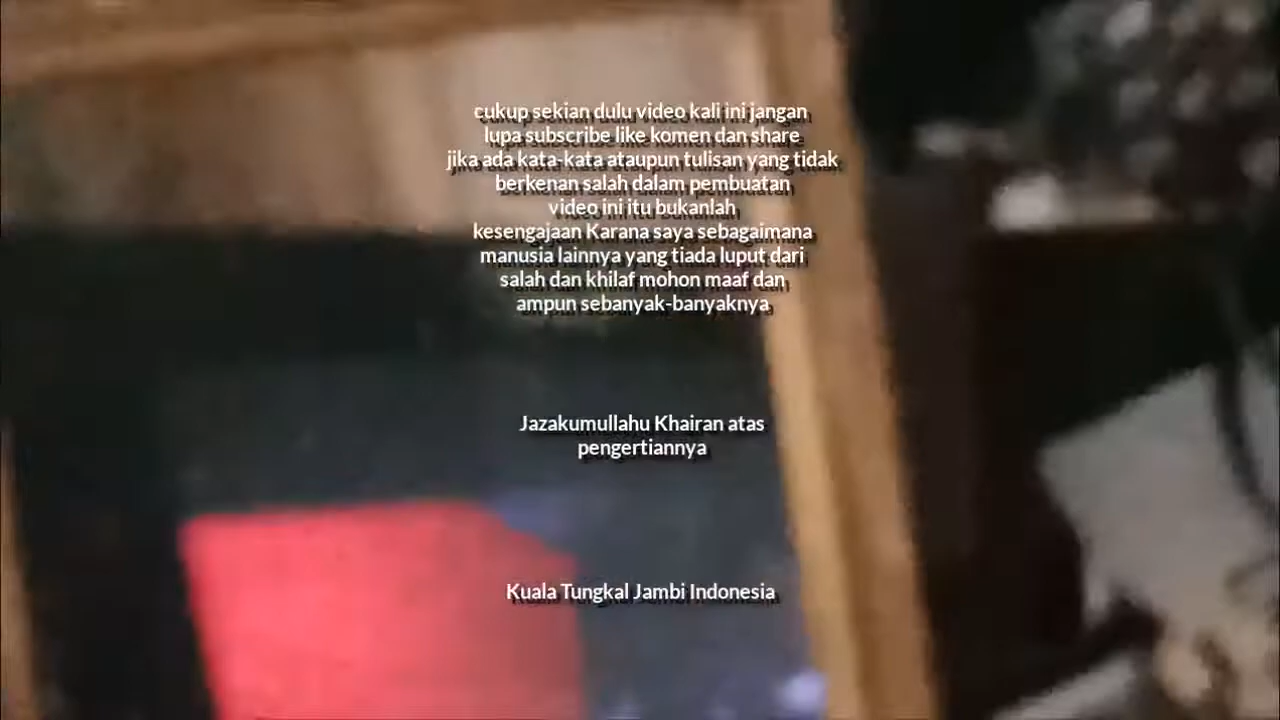 cukup sekian dulu video kali ini jangan
lupa subscribe like komen dan share
jika ada kata-kata ataupun tulisan yang tidak
berkenan salah dalam pembuatan
video ini itu bukanlah
kesengajaan Karana saya sebagaimana
manusia lainnya yang tiada luput dari
salah dan khilaf mohon maaf dan
ampun sebanyak-banyaknya
Jazakumullahu Khairan atas
pengertiannya
Kuala Tungkal Jambi Indonesia